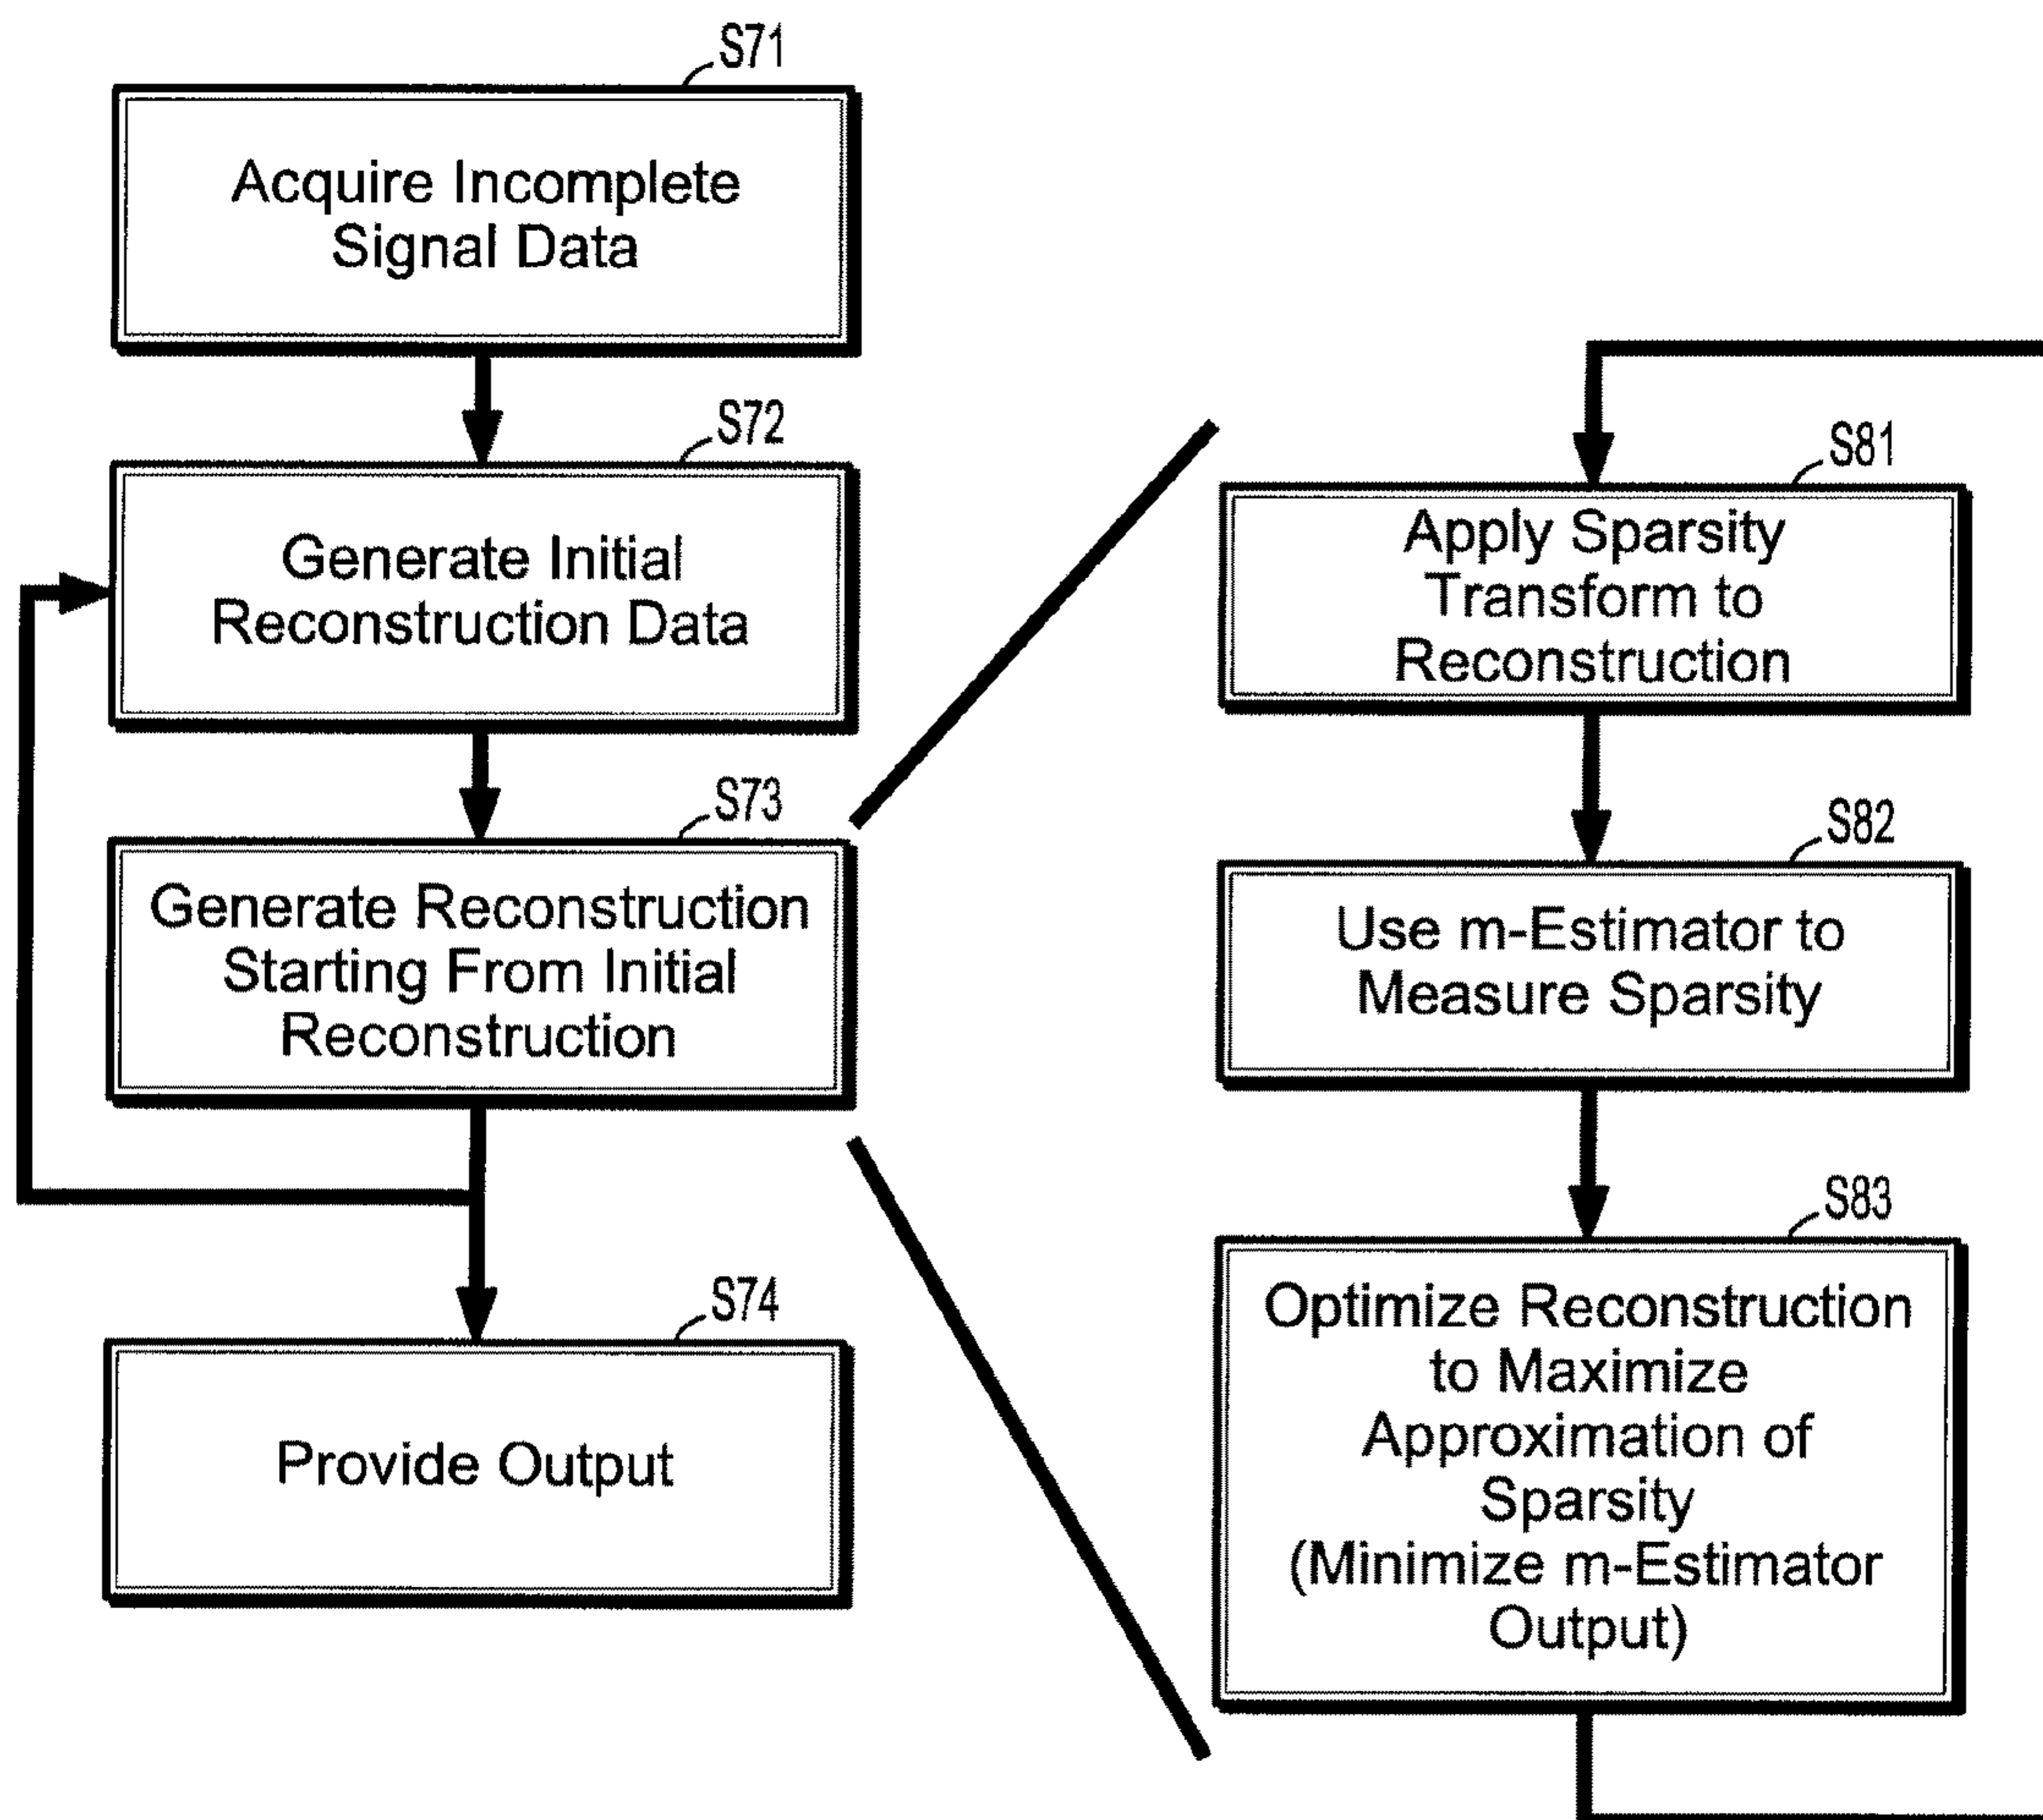 S71
Acquire Incomplete
Signal Data
S72
Generate Initial
Reconstruction Data
S73
Generate Reconstruction
Starting From Initial
Reconstruction
S74
Provide Output
S81
Apply Sparsity
Transform to
Reconstruction
S82
Use m-Estimator to
Measure Sparsity
S83
Optimize Reconstruction
to Maximize
Approximation of
Sparsity
(Minimize m-Estimator
Output)